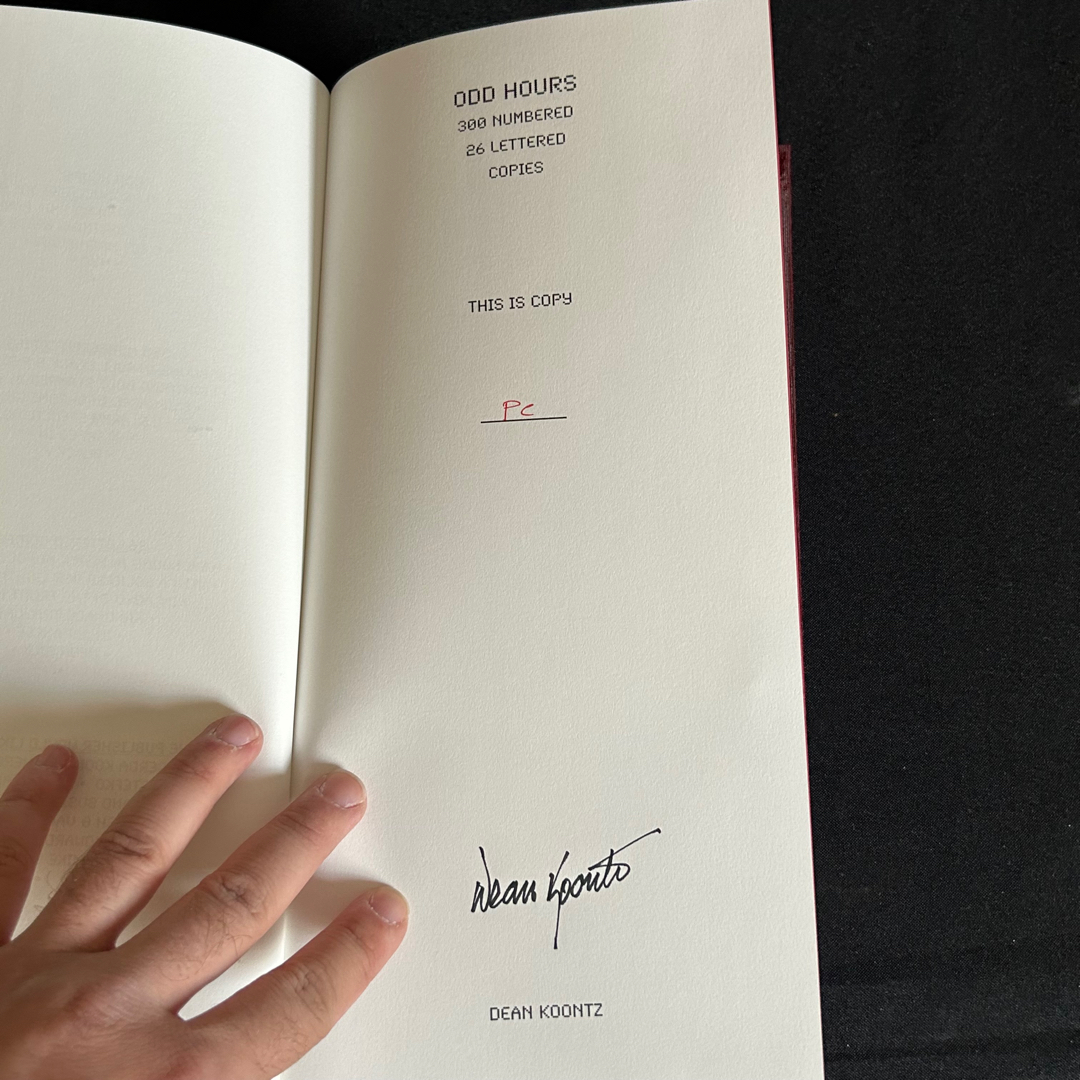 ODD HOURS
300 NUMBERED
26 LETTERED
COPIES
THIS IS COPY
PC
Dean Koontz
DEAN KOONTZ